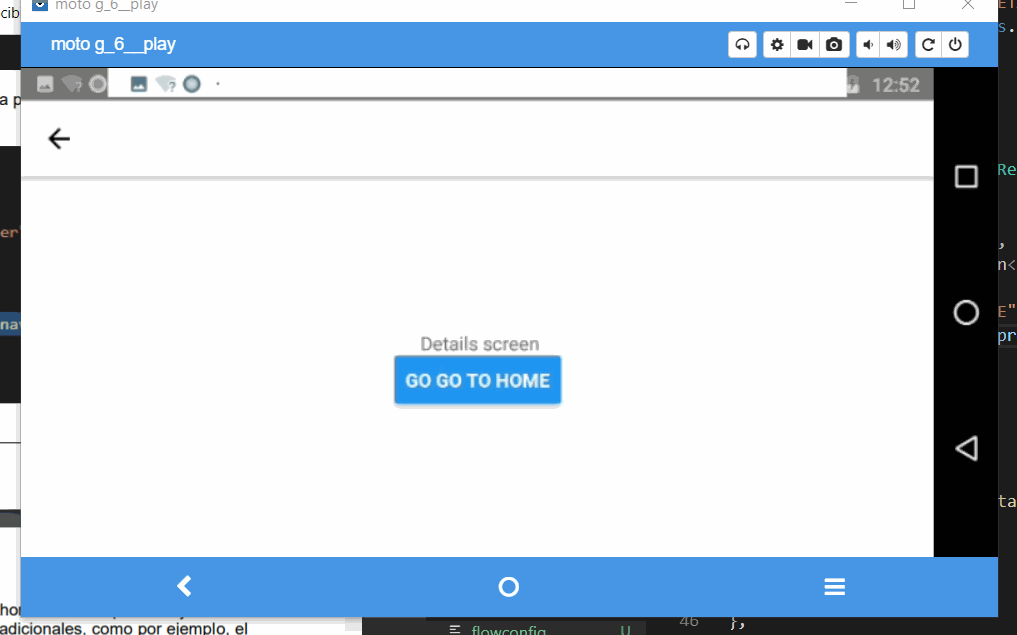 cib
moto g_6__play
moto g_6__play
s.
12:52
a p
Re
er'
,
n<
E"
nav
pr
Details screen
GO GO TO HOME
ta
hor
adicionales, como por ejemplo, el
flowconfig
U
46
},